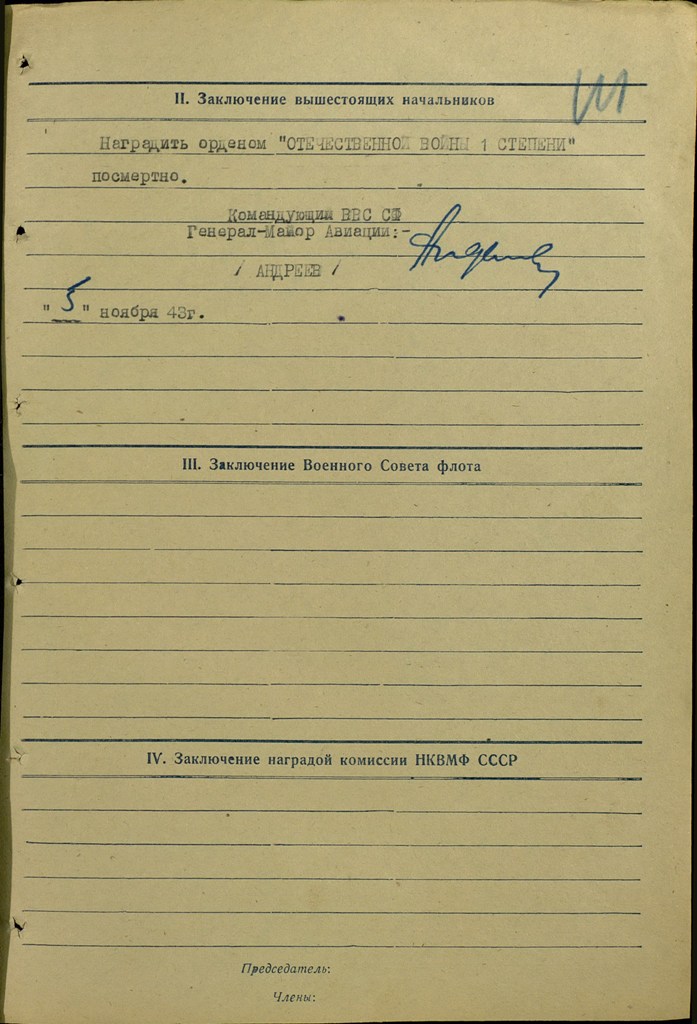 II. Заключение вышестоящих начальников
Наградить орденом "ОТЕЧЕСТВЕННОЙ ВОЙНЫ 1 СТЕПЕНИ"
посмертно.
Командующий ВВС СФ
Генерал-Майор Авиации:-
/ АНДРЕЕВ /
" 5 " ноября 43г.
III. Заключение Военного Совета флота
IV. Заключение наградой комиссии НКВМФ СССР
Председатель:
Члены: